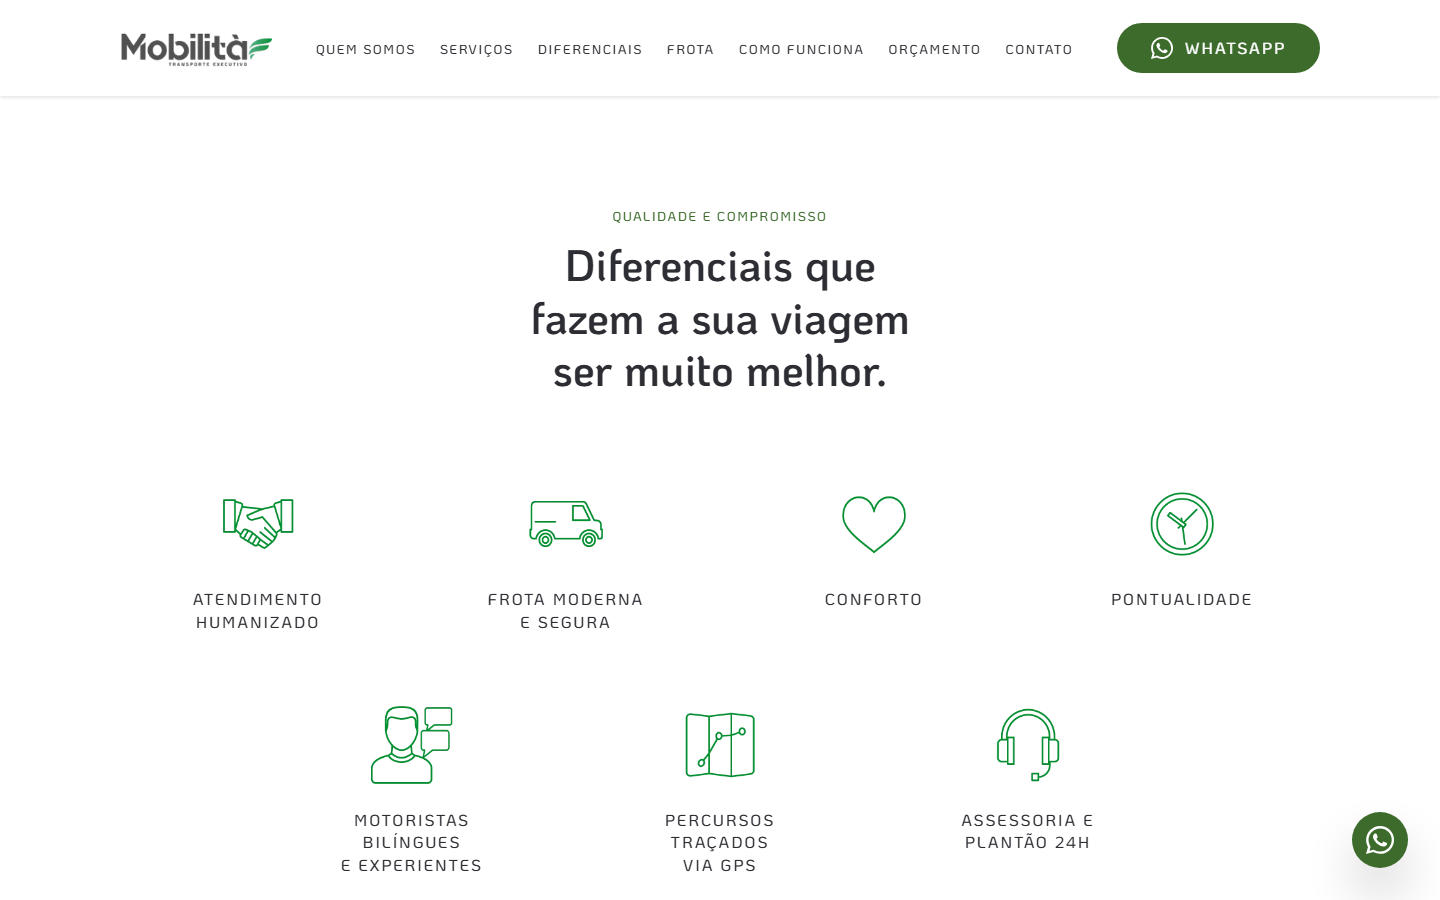 Mobilità
TRANSPORTE EXECUTIVO
QUEM SOMOS
SERVIÇOS
DIFERENCIAIS
FROTA
COMO FUNCIONA
ORÇAMENTO
CONTATO
WHATSAPP
QUALIDADE E COMPROMISSO
Diferenciais que
fazem a sua viagem
ser muito melhor.
ATENDIMENTO
HUMANIZADO
FROTA MODERNA
E SEGURA
CONFORTO
PONTUALIDADE
MOTORISTAS
BILÍNGUES
E EXPERIENTES
PERCURSOS
TRAÇADOS
VIA GPS
ASSESSORIA E
PLANTÃO 24H